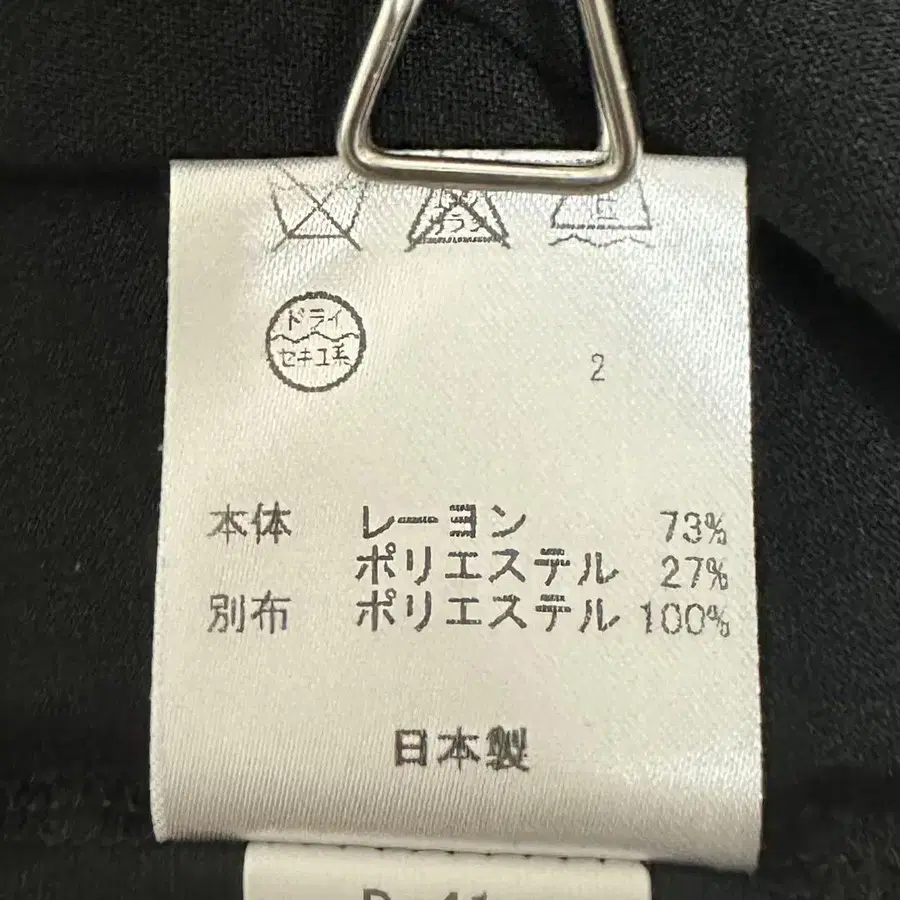 ドライ
セキユ系
2
本体 レーヨン 73%
ポリエステル 27%
別布 ポリエステル 100%
日本製